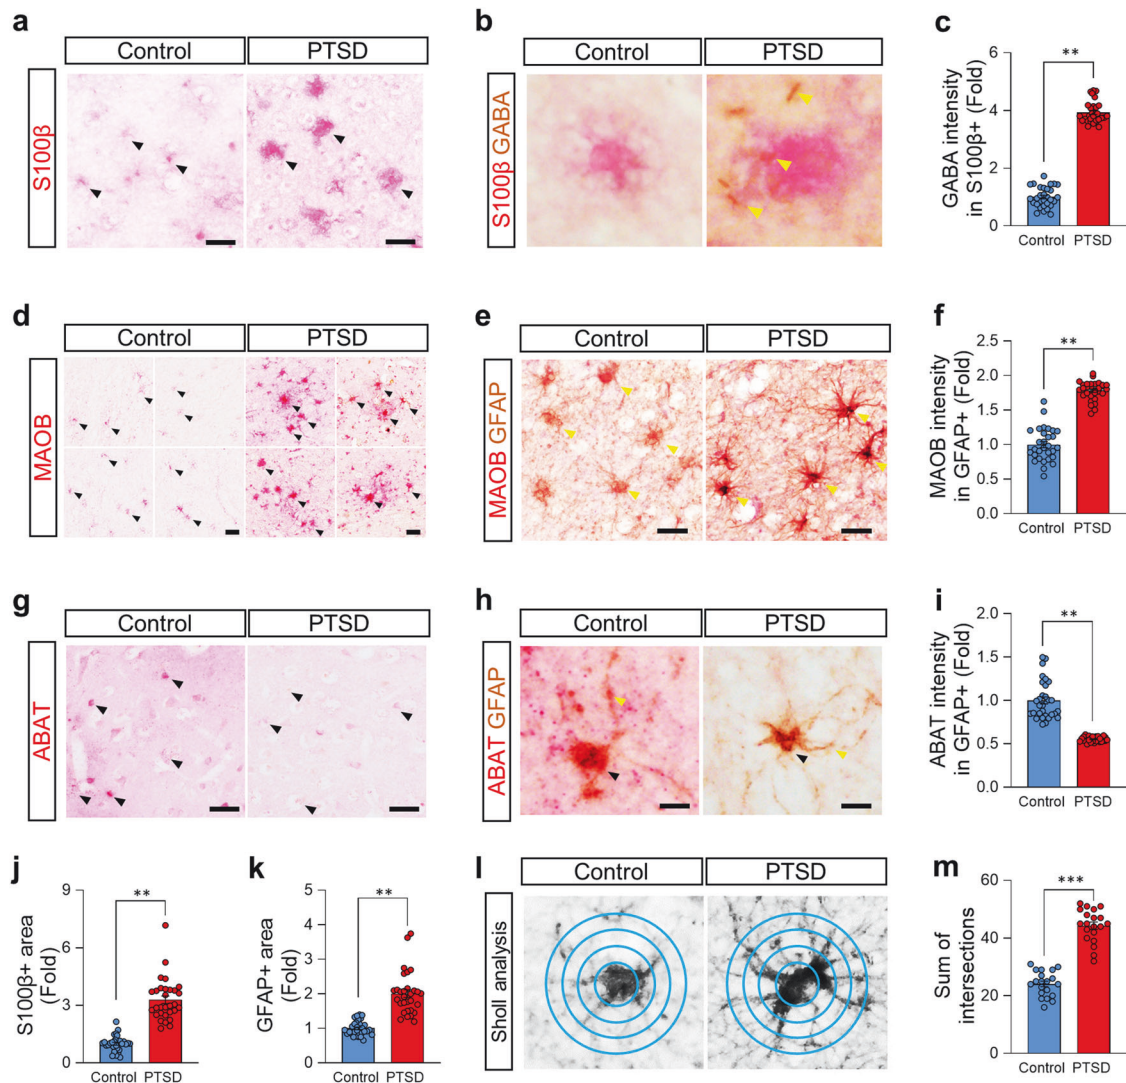 a
Control PTSD
S100β
b
Control PTSD
S100β GABA
c
GABA intensity
in S100β+ (Fold)
6
4
2
0
**
Control PTSD
d
Control PTSD
MAOB
e
Control PTSD
MAOB GFAP
f
MAOB intensity
in GFAP+ (Fold)
2.5
2.0
1.5
1.0
0.5
0.0
**
Control PTSD
g
Control PTSD
ABAT
h
Control PTSD
ABAT GFAP
i
ABAT intensity
in GFAP+ (Fold)
2.0
1.5
1.0
0.5
0.0
**
Control PTSD
j
S100β+ area
(Fold)
9
6
3
0
**
Control PTSD
k
GFAP+ area
(Fold)
5
4
3
2
1
0
**
Control PTSD
l
Control PTSD
Sholl analysis
m
Sum of
intersections
60
40
20
0
***
Control PTSD